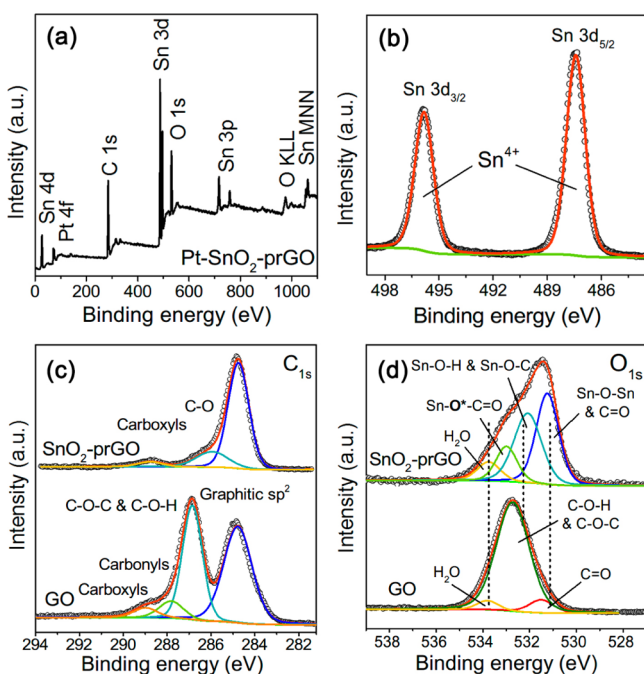 (a)
Intensity (a.u.)
Sn 4d
Pt 4f
C 1s
Sn 3d
O 1s
Sn 3p
O KLL
Sn MNN
Pt-SnO2-prGO
0 200 400 600 800 1000
Binding energy (eV)
(b)
Intensity (a.u.)
Sn 3d5/2
Sn 3d3/2
Sn4+
498 495 492 489 486
Binding energy (eV)
(c)
C1s
Intensity (a.u.)
C-O
Carboxyls
SnO2-prGO
Graphitic sp2
C-O-C & C-O-H
Carbonyls
Carboxyls
GO
294 292 290 288 286 284 282
Binding energy (eV)
(d)
O1s
Intensity (a.u.)
Sn-O-H & Sn-O-C
Sn-O*-C=O
Sn-O-Sn
& C=O
H2O
SnO2-prGO
C-O-H
& C-O-C
H2O
C=O
GO
538 536 534 532 530 528
Binding energy (eV)